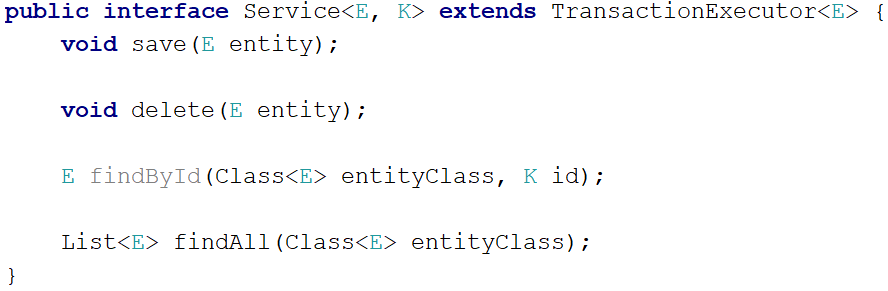 public interface Service<E, K> extends TransactionExecutor<E> {
    void save(E entity);

    void delete(E entity);

    E findById(Class<E> entityClass, K id);

    List<E> findAll(Class<E> entityClass);
}